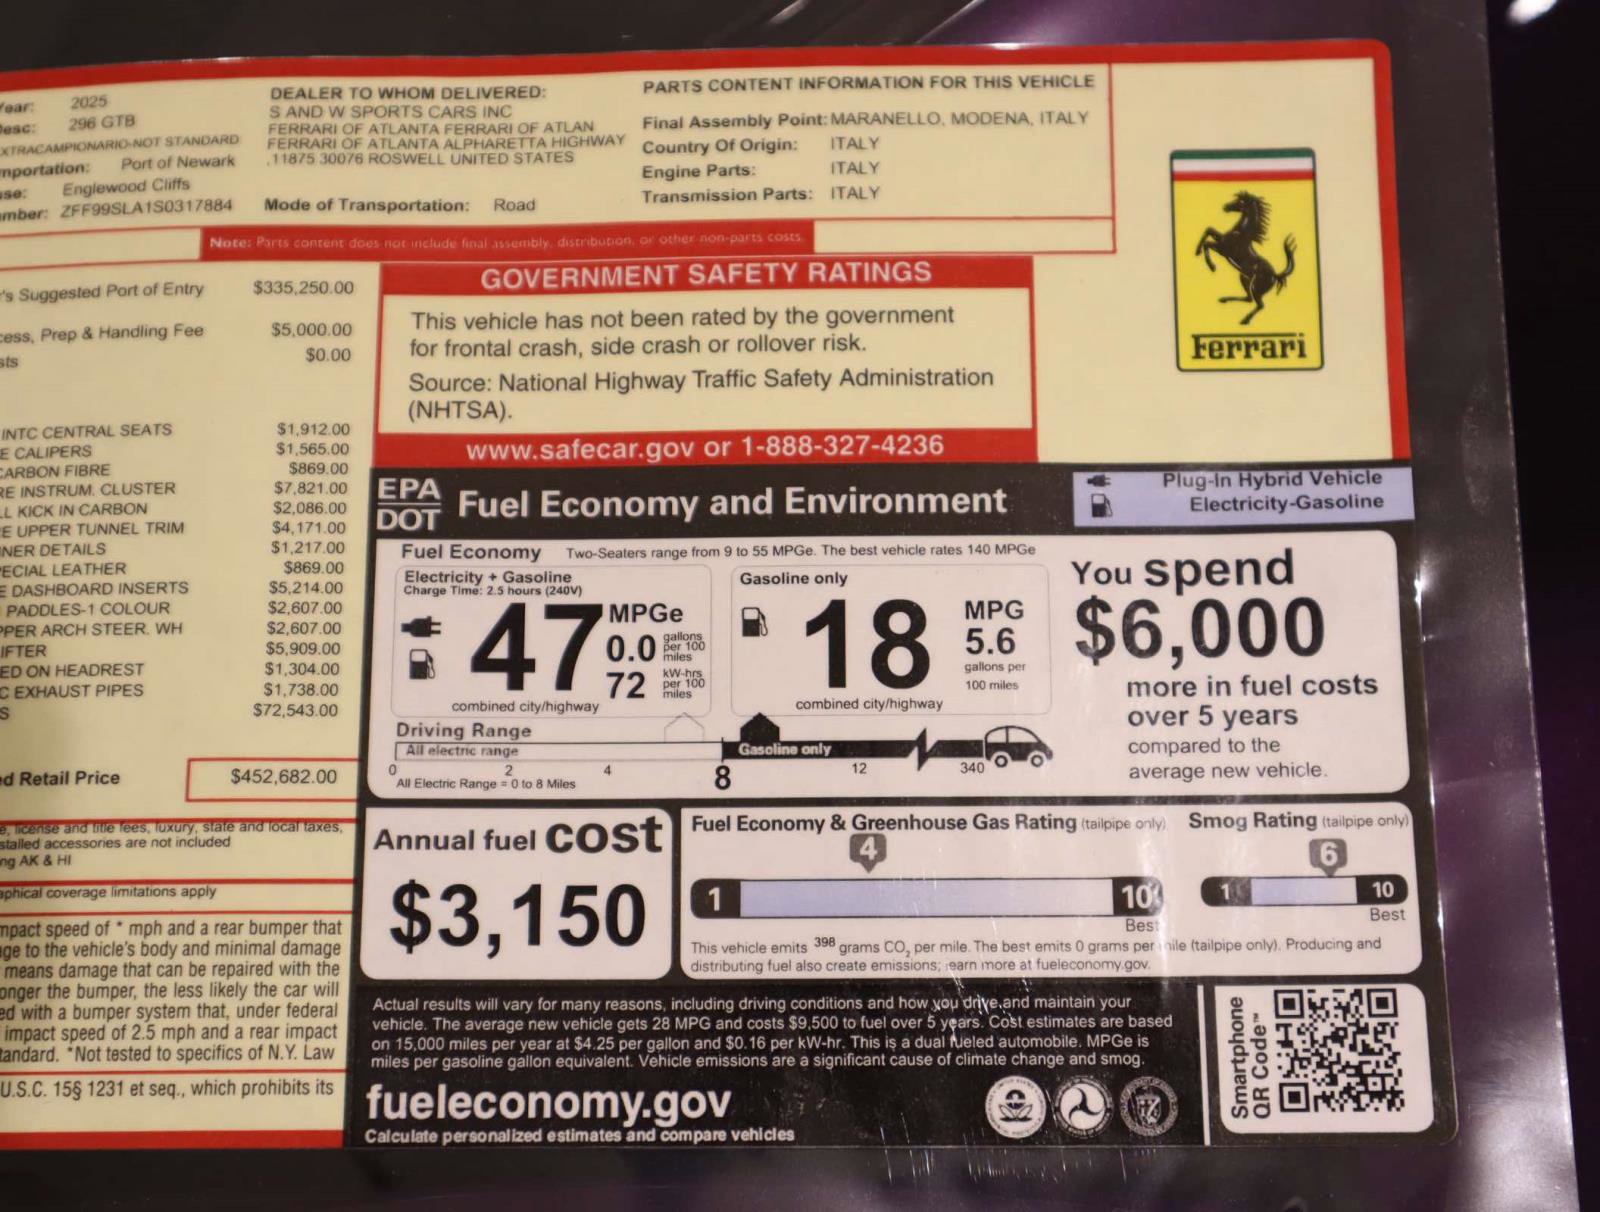 Year: 2025
Desc: 296 GTB
EXTRACAMPIONARIO-NOT STANDARD
mportation: Port of Newark
use: Englewood Cliffs
umber: ZFF99SLA1S0317884
DEALER TO WHOM DELIVERED:
S AND W SPORTS CARS INC
FERRARI OF ATLANTA FERRARI OF ATLAN
FERRARI OF ATLANTA ALPHARETTA HIGHWAY
.11875 30076 ROSWELL UNITED STATES
Mode of Transportation: Road
PARTS CONTENT INFORMATION FOR THIS VEHICLE
Final Assembly Point: MARANELLO, MODENA, ITALY
Country Of Origin: ITALY
Engine Parts: ITALY
Transmission Parts: ITALY
Note: Parts content does not include final assembly, distribution, or other non-parts costs.
Ferrari
r's Suggested Port of Entry $335,250.00
cess, Prep & Handling Fee $5,000.00
sts $0.00
INTC CENTRAL SEATS $1,912.00
E CALIPERS $1,565.00
CARBON FIBRE $869.00
RE INSTRUM. CLUSTER $7,821.00
LL KICK IN CARBON $2,086.00
E UPPER TUNNEL TRIM $4,171.00
NER DETAILS $1,217.00
ECIAL LEATHER $869.00
E DASHBOARD INSERTS $5,214.00
PADDLES-1 COLOUR $2,607.00
PPER ARCH STEER. WH $2,607.00
IFTER $5,909.00
ED ON HEADREST $1,304.00
C EXHAUST PIPES $1,738.00
S $72,543.00
ed Retail Price $452,682.00
e, license and title fees, luxury, state and local taxes,
stalled accessories are not included
ng AK & HI
aphical coverage limitations apply
mpact speed of * mph and a rear bumper that
age to the vehicle's body and minimal damage
means damage that can be repaired with the
onger the bumper, the less likely the car will
ed with a bumper system that, under federal
impact speed of 2.5 mph and a rear impact
tandard. *Not tested to specifics of N.Y. Law
U.S.C. 15§ 1231 et seq., which prohibits its
GOVERNMENT SAFETY RATINGS
This vehicle has not been rated by the government
for frontal crash, side crash or rollover risk.
Source: National Highway Traffic Safety Administration
(NHTSA).
www.safecar.gov or 1-888-327-4236
EPA
DOT
Fuel Economy and Environment
Plug-In Hybrid Vehicle
Electricity-Gasoline
Fuel Economy Two-Seaters range from 9 to 55 MPGe. The best vehicle rates 140 MPGe
Electricity + Gasoline
Charge Time: 2.5 hours (240V)
47 MPGe
0.0 gallons per 100 miles
72 kW-hrs per 100 miles
combined city/highway
Gasoline only
18 MPG
5.6
gallons per
100 miles
combined city/highway
You spend
$6,000
more in fuel costs
over 5 years
compared to the
average new vehicle.
Driving Range
All electric range Gasoline only
0 2 4 8 12 340
All Electric Range = 0 to 8 Miles
Annual fuel cost
$3,150
Fuel Economy & Greenhouse Gas Rating (tailpipe only)
4
1 10
Best
Smog Rating (tailpipe only)
6
1 10
Best
This vehicle emits 398 grams CO2 per mile. The best emits 0 grams per mile (tailpipe only). Producing and
distributing fuel also create emissions; learn more at fueleconomy.gov.
Actual results will vary for many reasons, including driving conditions and how you drive and maintain your
vehicle. The average new vehicle gets 28 MPG and costs $9,500 to fuel over 5 years. Cost estimates are based
on 15,000 miles per year at $4.25 per gallon and $0.16 per kW-hr. This is a dual fueled automobile. MPGe is
miles per gasoline gallon equivalent. Vehicle emissions are a significant cause of climate change and smog.
fueleconomy.gov
Calculate personalized estimates and compare vehicles
Smartphone
QR Code™